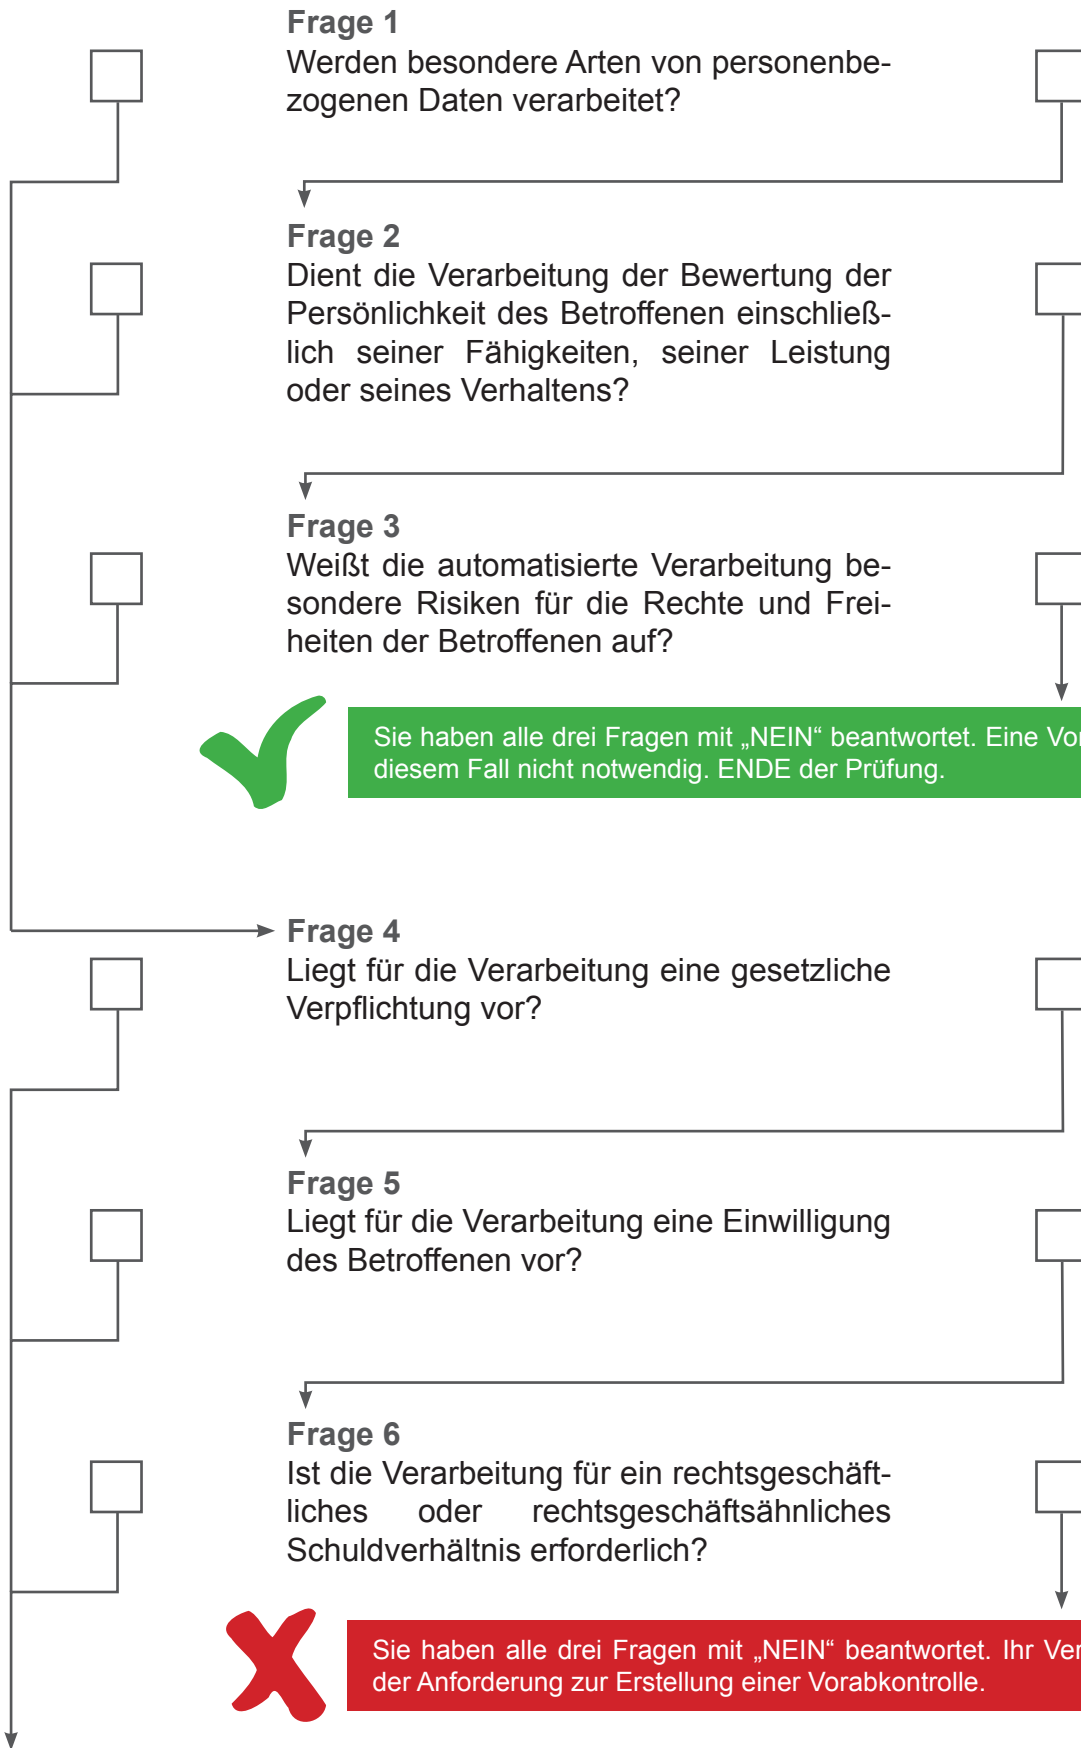 Frage 1
Werden besondere Arten von personenbe-
zogenen Daten verarbeitet?
Frage 2
Dient die Verarbeitung der Bewertung der
Persönlichkeit des Betroffenen einschließ-
lich seiner Fähigkeiten, seiner Leistung
oder seines Verhaltens?
Frage 3
Weißt die automatisierte Verarbeitung be-
sondere Risiken für die Rechte und Frei-
heiten der Betroffenen auf?
Sie haben alle drei Fragen mit „NEIN“ beantwortet. Eine Vor
diesem Fall nicht notwendig. ENDE der Prüfung.
Frage 4
Liegt für die Verarbeitung eine gesetzliche
Verpflichtung vor?
Frage 5
Liegt für die Verarbeitung eine Einwilligung
des Betroffenen vor?
Frage 6
Ist die Verarbeitung für ein rechtsgeschäft-
liches oder rechtsgeschäftsähnliches
Schuldverhältnis erforderlich?
Sie haben alle drei Fragen mit „NEIN“ beantwortet. Ihr Ver
der Anforderung zur Erstellung einer Vorabkontrolle.